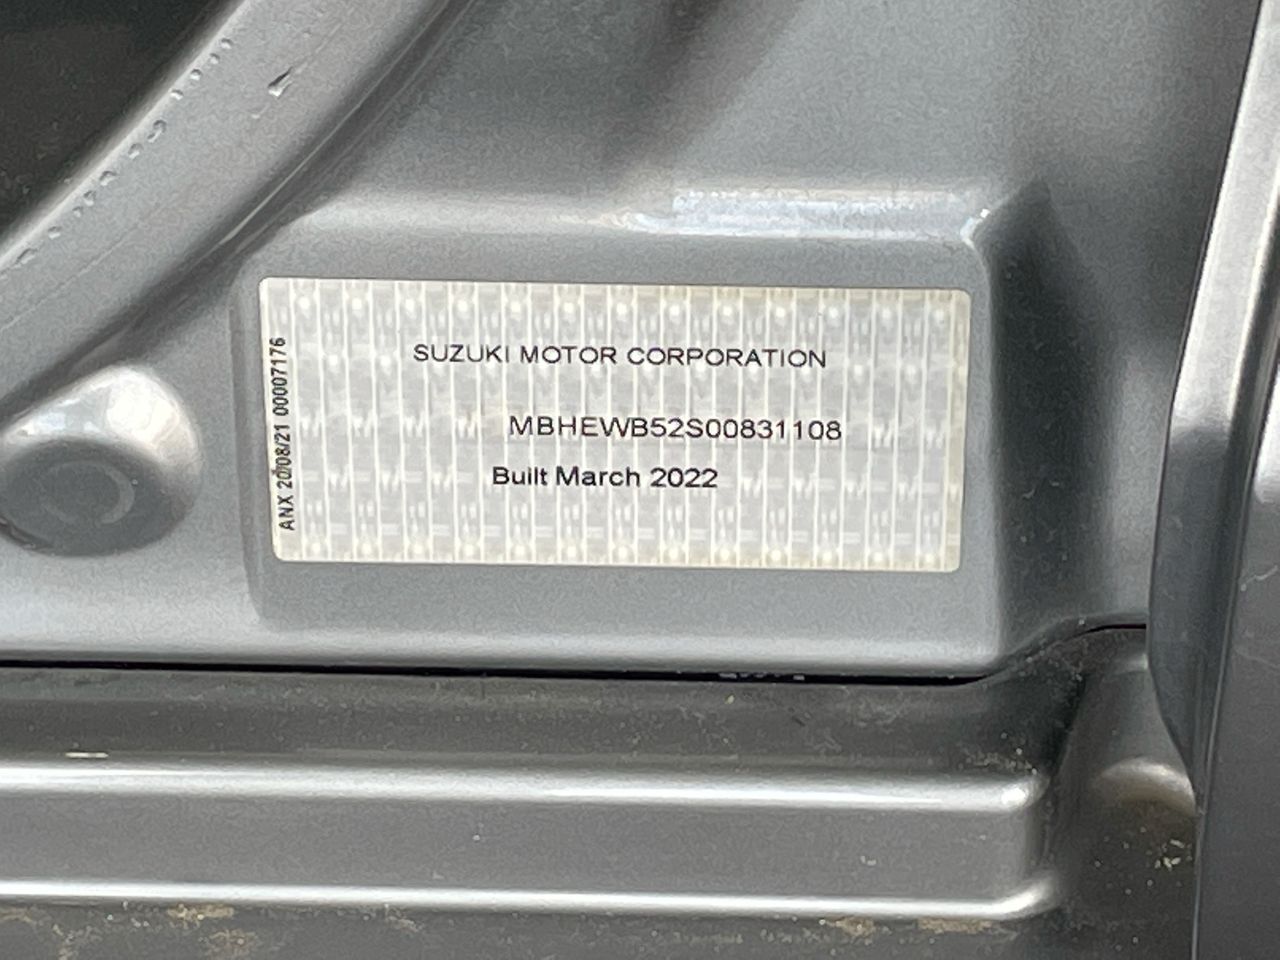 SUZUKI MOTOR CORPORATION
MBHEWB52S00831108
Built March 2022
ANX 20/08/21 00007176